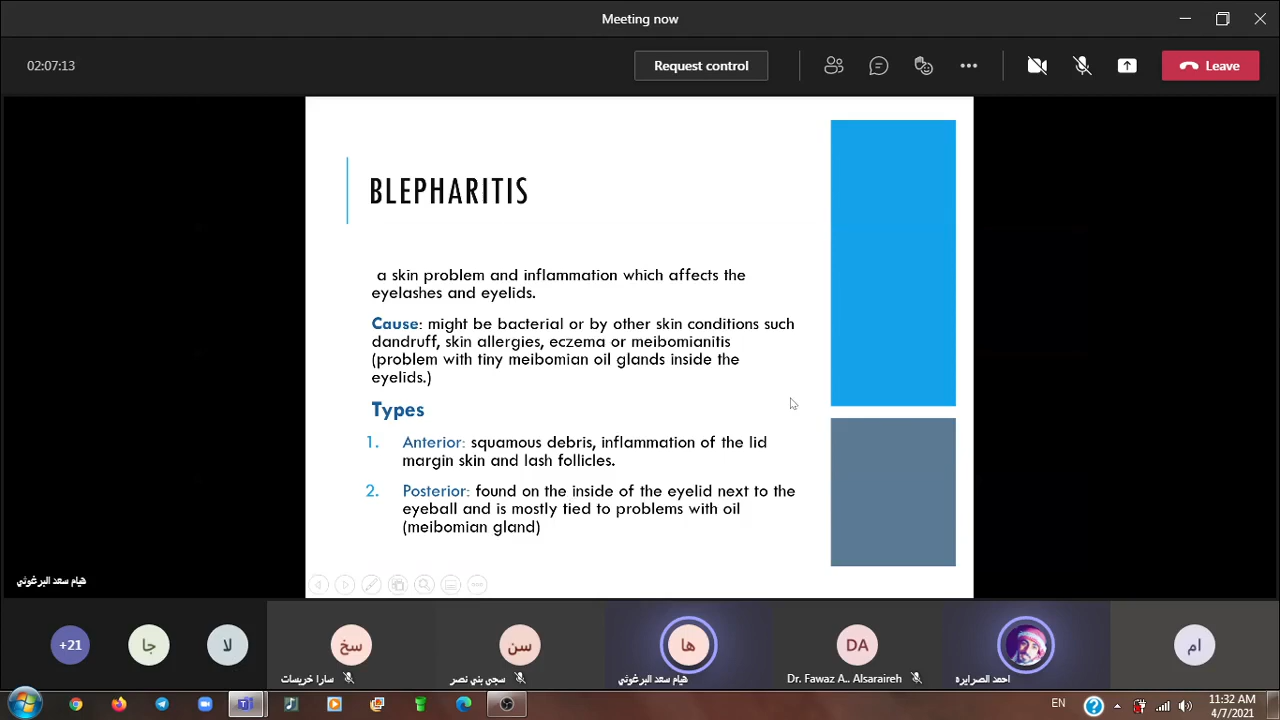 Meeting now
02:07:13
Request control
Leave
BLEPHARITIS
a skin problem and inflammation which affects the
eyelashes and eyelids.
Cause: might be bacterial or by other skin conditions such
dandruff, skin allergies, eczema or meibomianitis
(problem with tiny meibomian oil glands inside the
eyelids.)
Types
1. Anterior: squamous debris, inflammation of the lid
margin skin and lash follicles.
2. Posterior: found on the inside of the eyelid next to the
eyeball and is mostly tied to problems with oil
(meibomian gland)
هيام سعد البرغوثي
+21
جا
لا
سخ
سن
ها
DA
ام
سارا خريسات
سجى بني نصر
هيام سعد البرغوثي
Dr. Fawaz A.. Alsaraireh
احمد الصرايره
EN
11:32 AM
4/7/2021